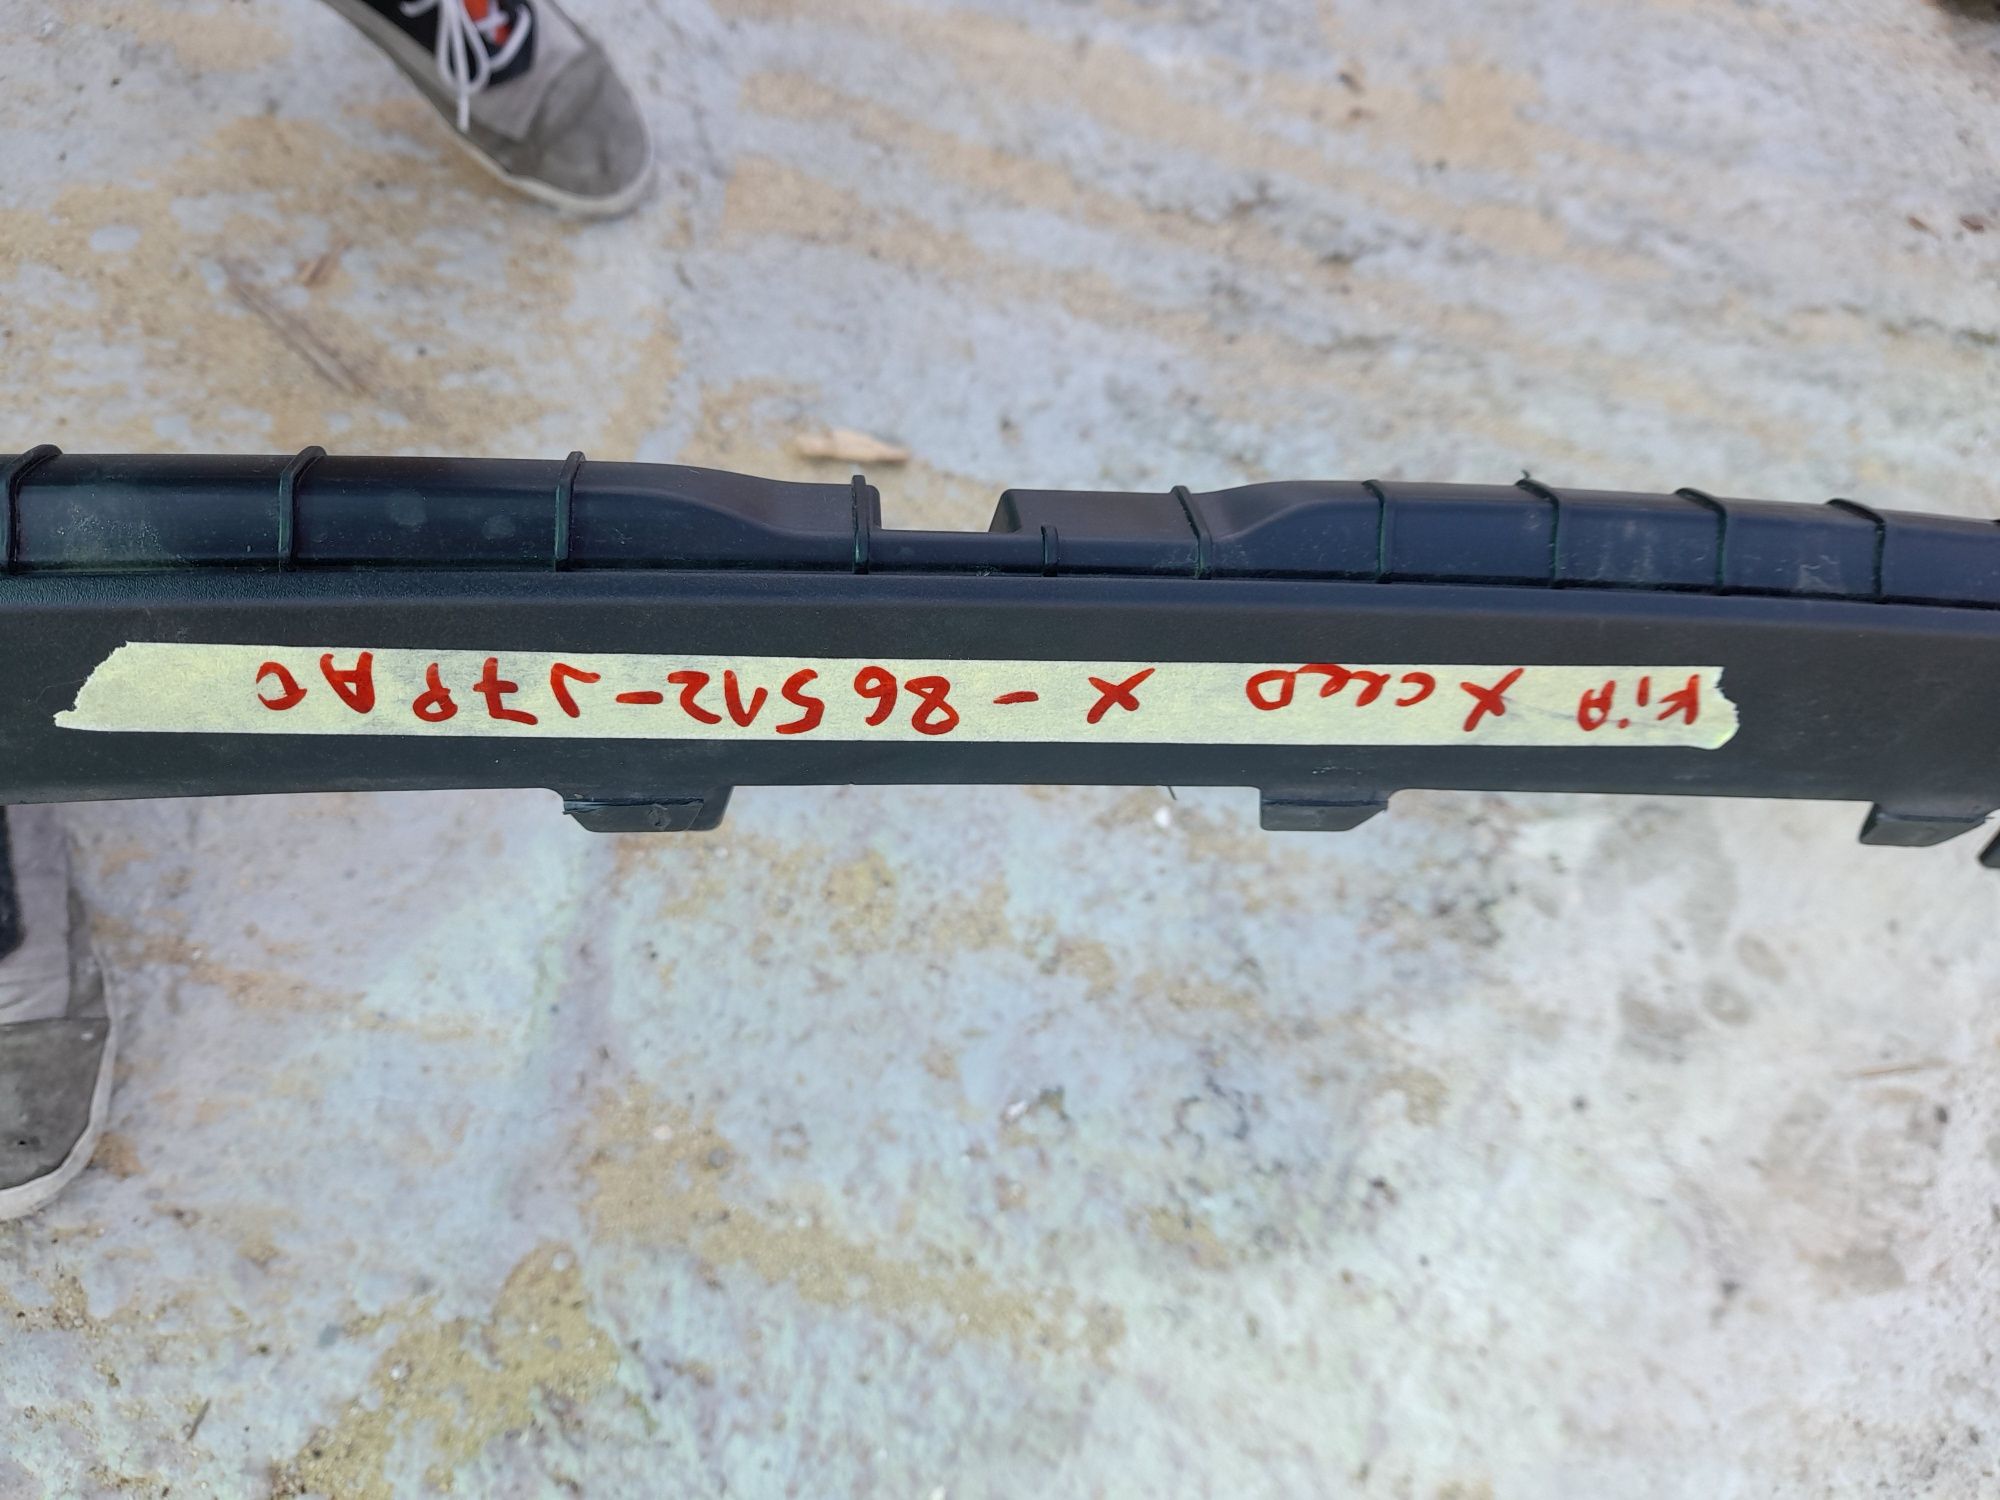 KiA XceeD X - 86512-J7PAC